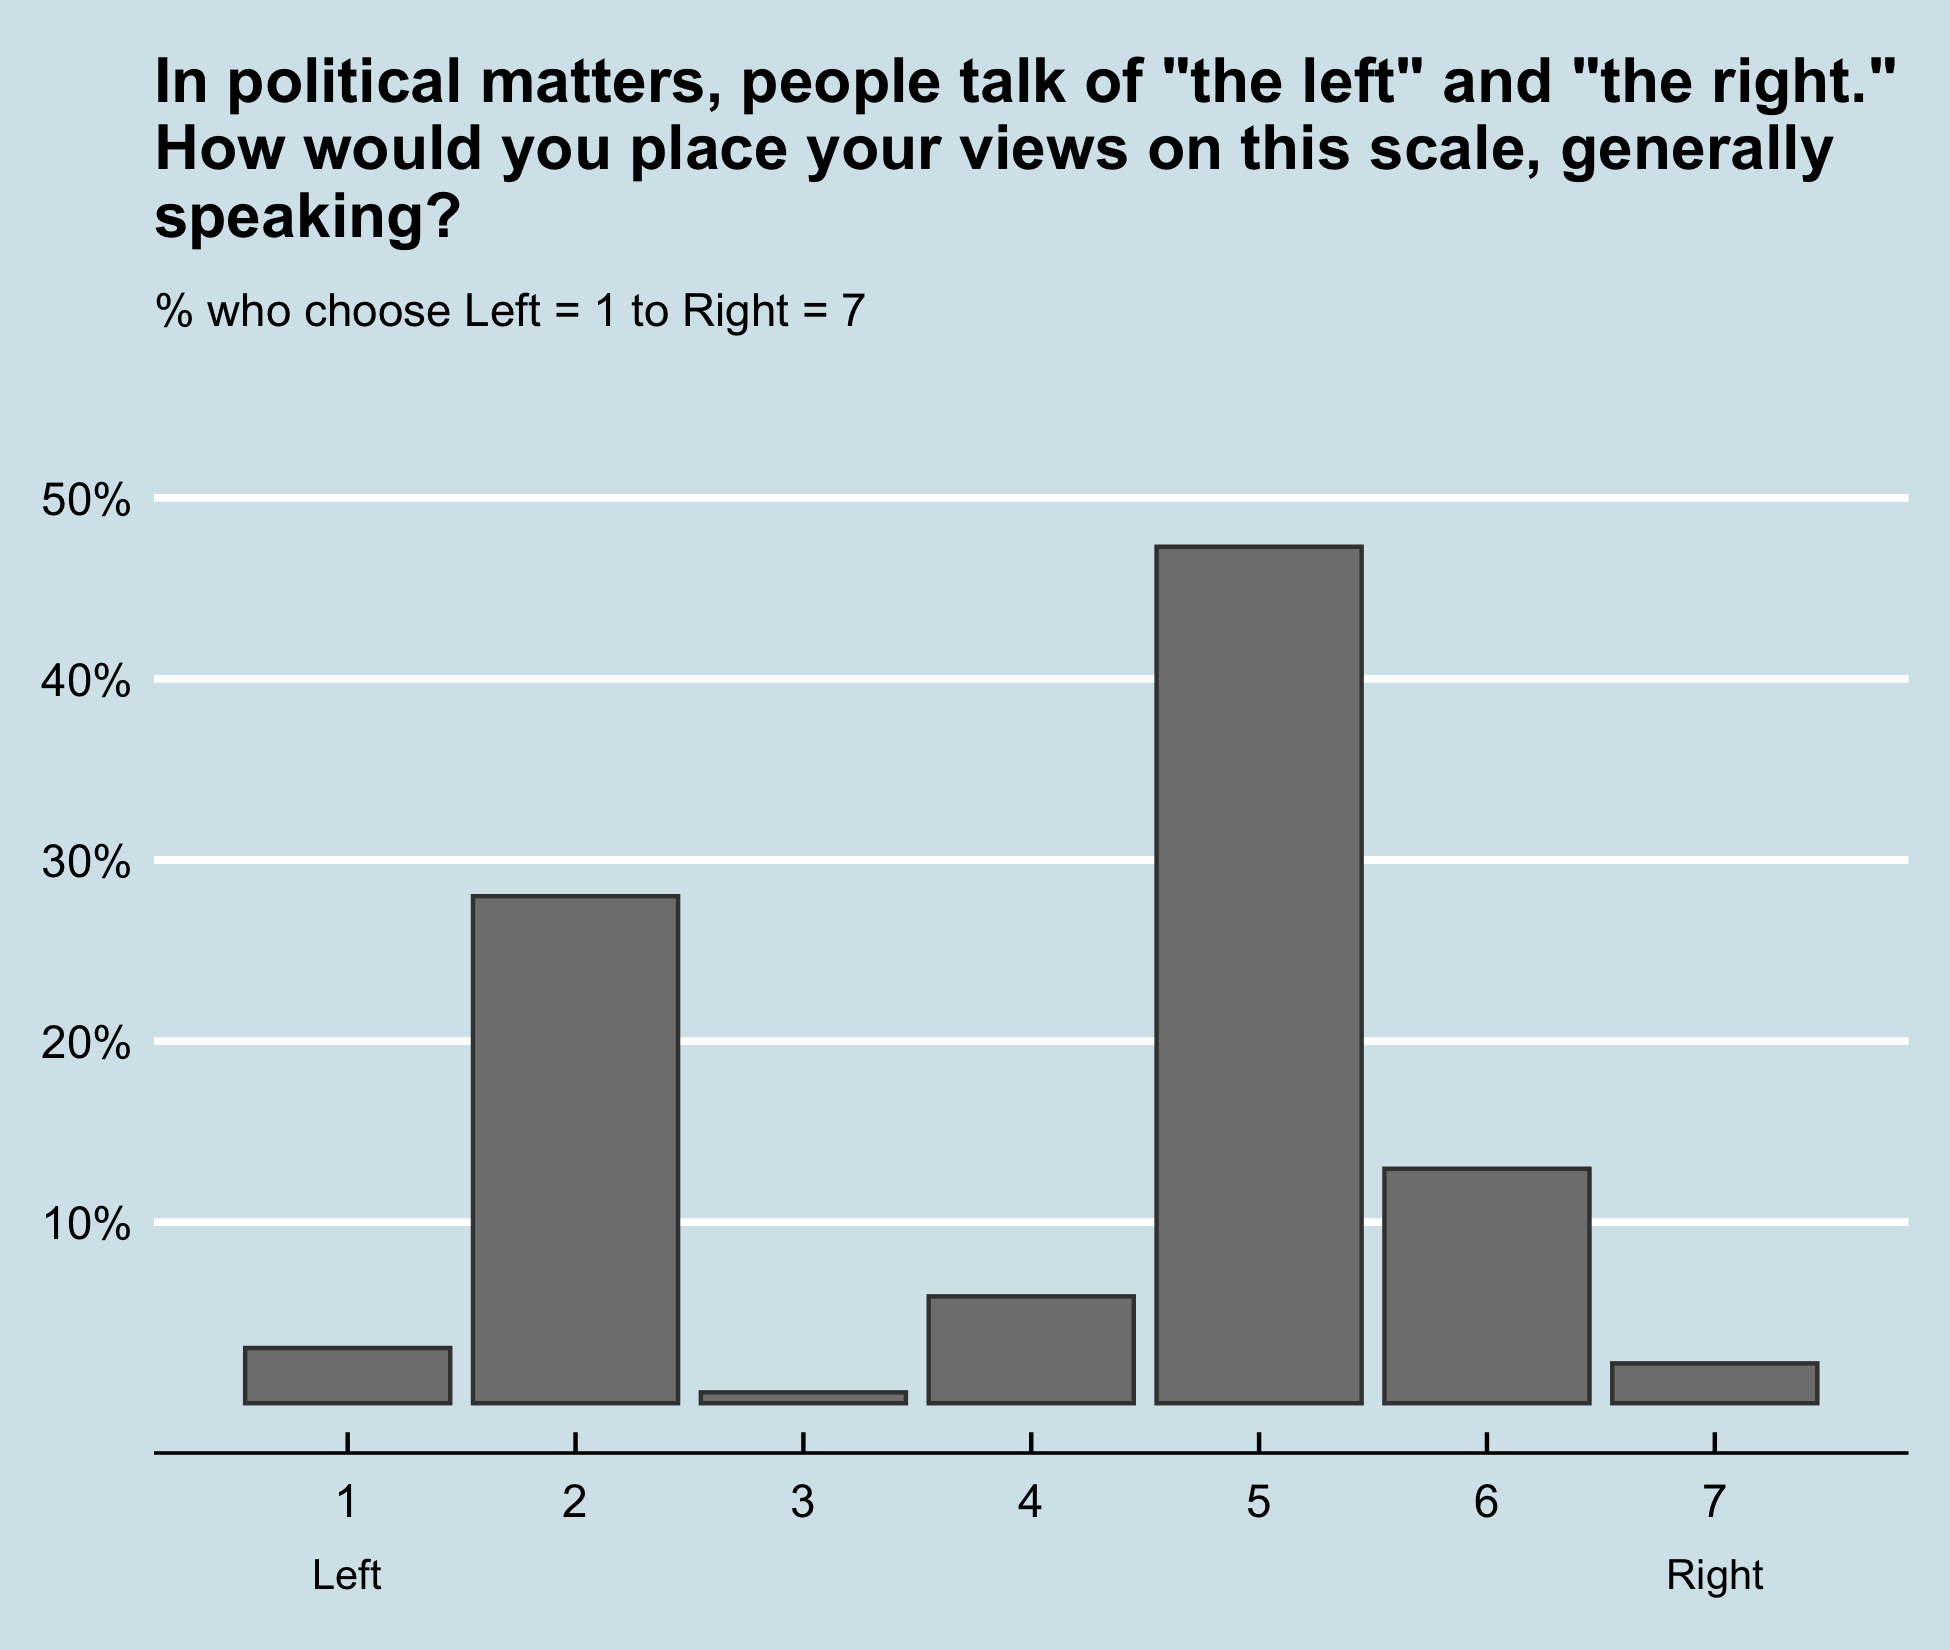 In political matters, people talk of "the left" and "the right."
How would you place your views on this scale, generally
speaking?
% who choose Left = 1 to Right = 7
50%
40%
30%
20%
10%
1 2 3 4 5 6 7
Left Right